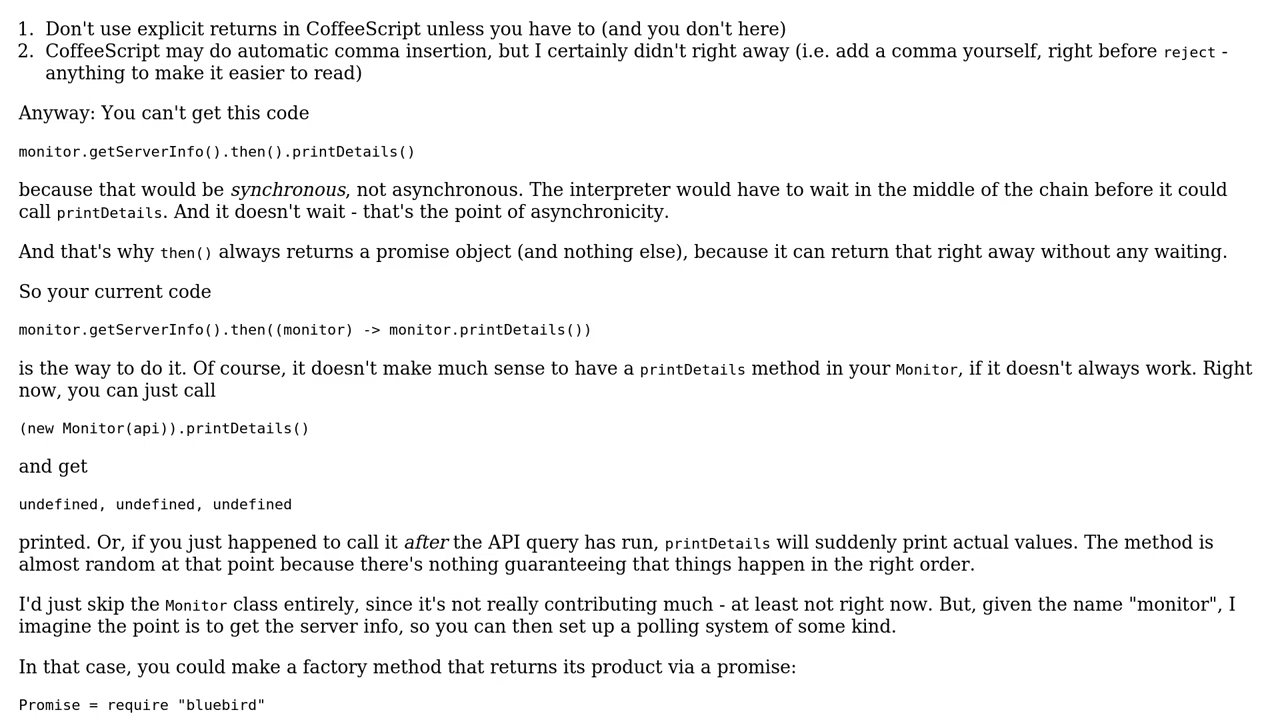 1. Don't use explicit returns in CoffeeScript unless you have to (and you don't here)
2. CoffeeScript may do automatic comma insertion, but I certainly didn't right away (i.e. add a comma yourself, right before reject -
anything to make it easier to read)
Anyway: You can't get this code
monitor.getServerInfo().then().printDetails()
because that would be synchronous, not asynchronous. The interpreter would have to wait in the middle of the chain before it could
call printDetails. And it doesn't wait - that's the point of asynchronicity.
And that's why then() always returns a promise object (and nothing else), because it can return that right away without any waiting.
So your current code
monitor.getServerInfo().then((monitor) -> monitor.printDetails())
is the way to do it. Of course, it doesn't make much sense to have a printDetails method in your Monitor, if it doesn't always work. Right
now, you can just call
(new Monitor(api)).printDetails()
and get
undefined, undefined, undefined
printed. Or, if you just happened to call it after the API query has run, printDetails will suddenly print actual values. The method is
almost random at that point because there's nothing guaranteeing that things happen in the right order.
I'd just skip the Monitor class entirely, since it's not really contributing much - at least not right now. But, given the name "monitor", I
imagine the point is to get the server info, so you can then set up a polling system of some kind.
In that case, you could make a factory method that returns its product via a promise:
Promise = require "bluebird"